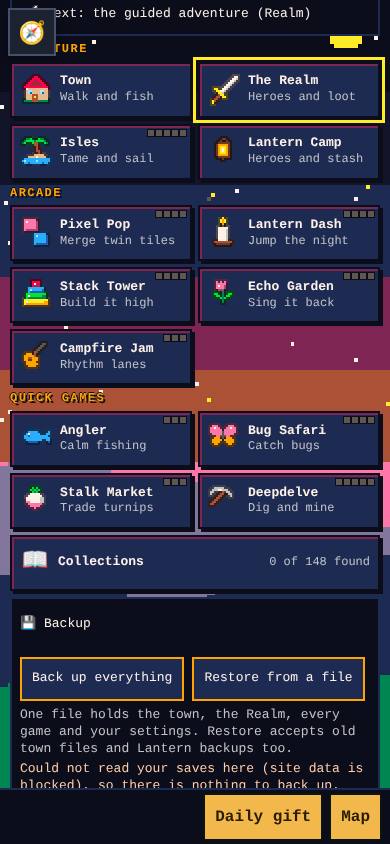 ext: the guided adventure (Realm)
TURE
Town
Walk and fish
The Realm
Heroes and loot
Isles
Tame and sail
Lantern Camp
Heroes and stash
ARCADE
Pixel Pop
Merge twin tiles
Lantern Dash
Jump the night
Stack Tower
Build it high
Echo Garden
Sing it back
Campfire Jam
Rhythm lanes
QUICK GAMES
Angler
Calm fishing
Bug Safari
Catch bugs
Stalk Market
Trade turnips
Deepdelve
Dig and mine
Collections 0 of 148 found
Backup
Back up everything Restore from a file
One file holds the town, the Realm, every
game and your settings. Restore accepts old
town files and Lantern backups too.
Could not read your saves here (site data is
blocked), so there is nothing to back up.
Daily gift Map